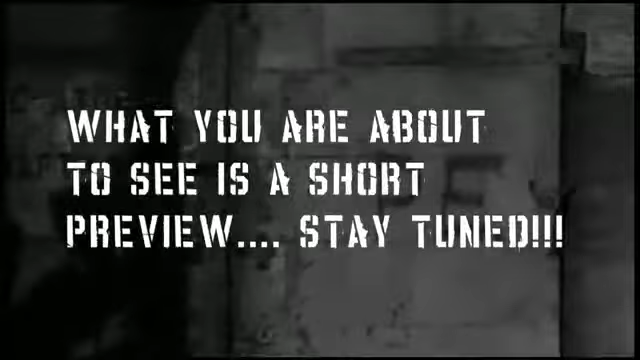 WHAT YOU ARE ABOUT
TO SEE IS A SHORT
PREVIEW.... STAY TUNED!!!